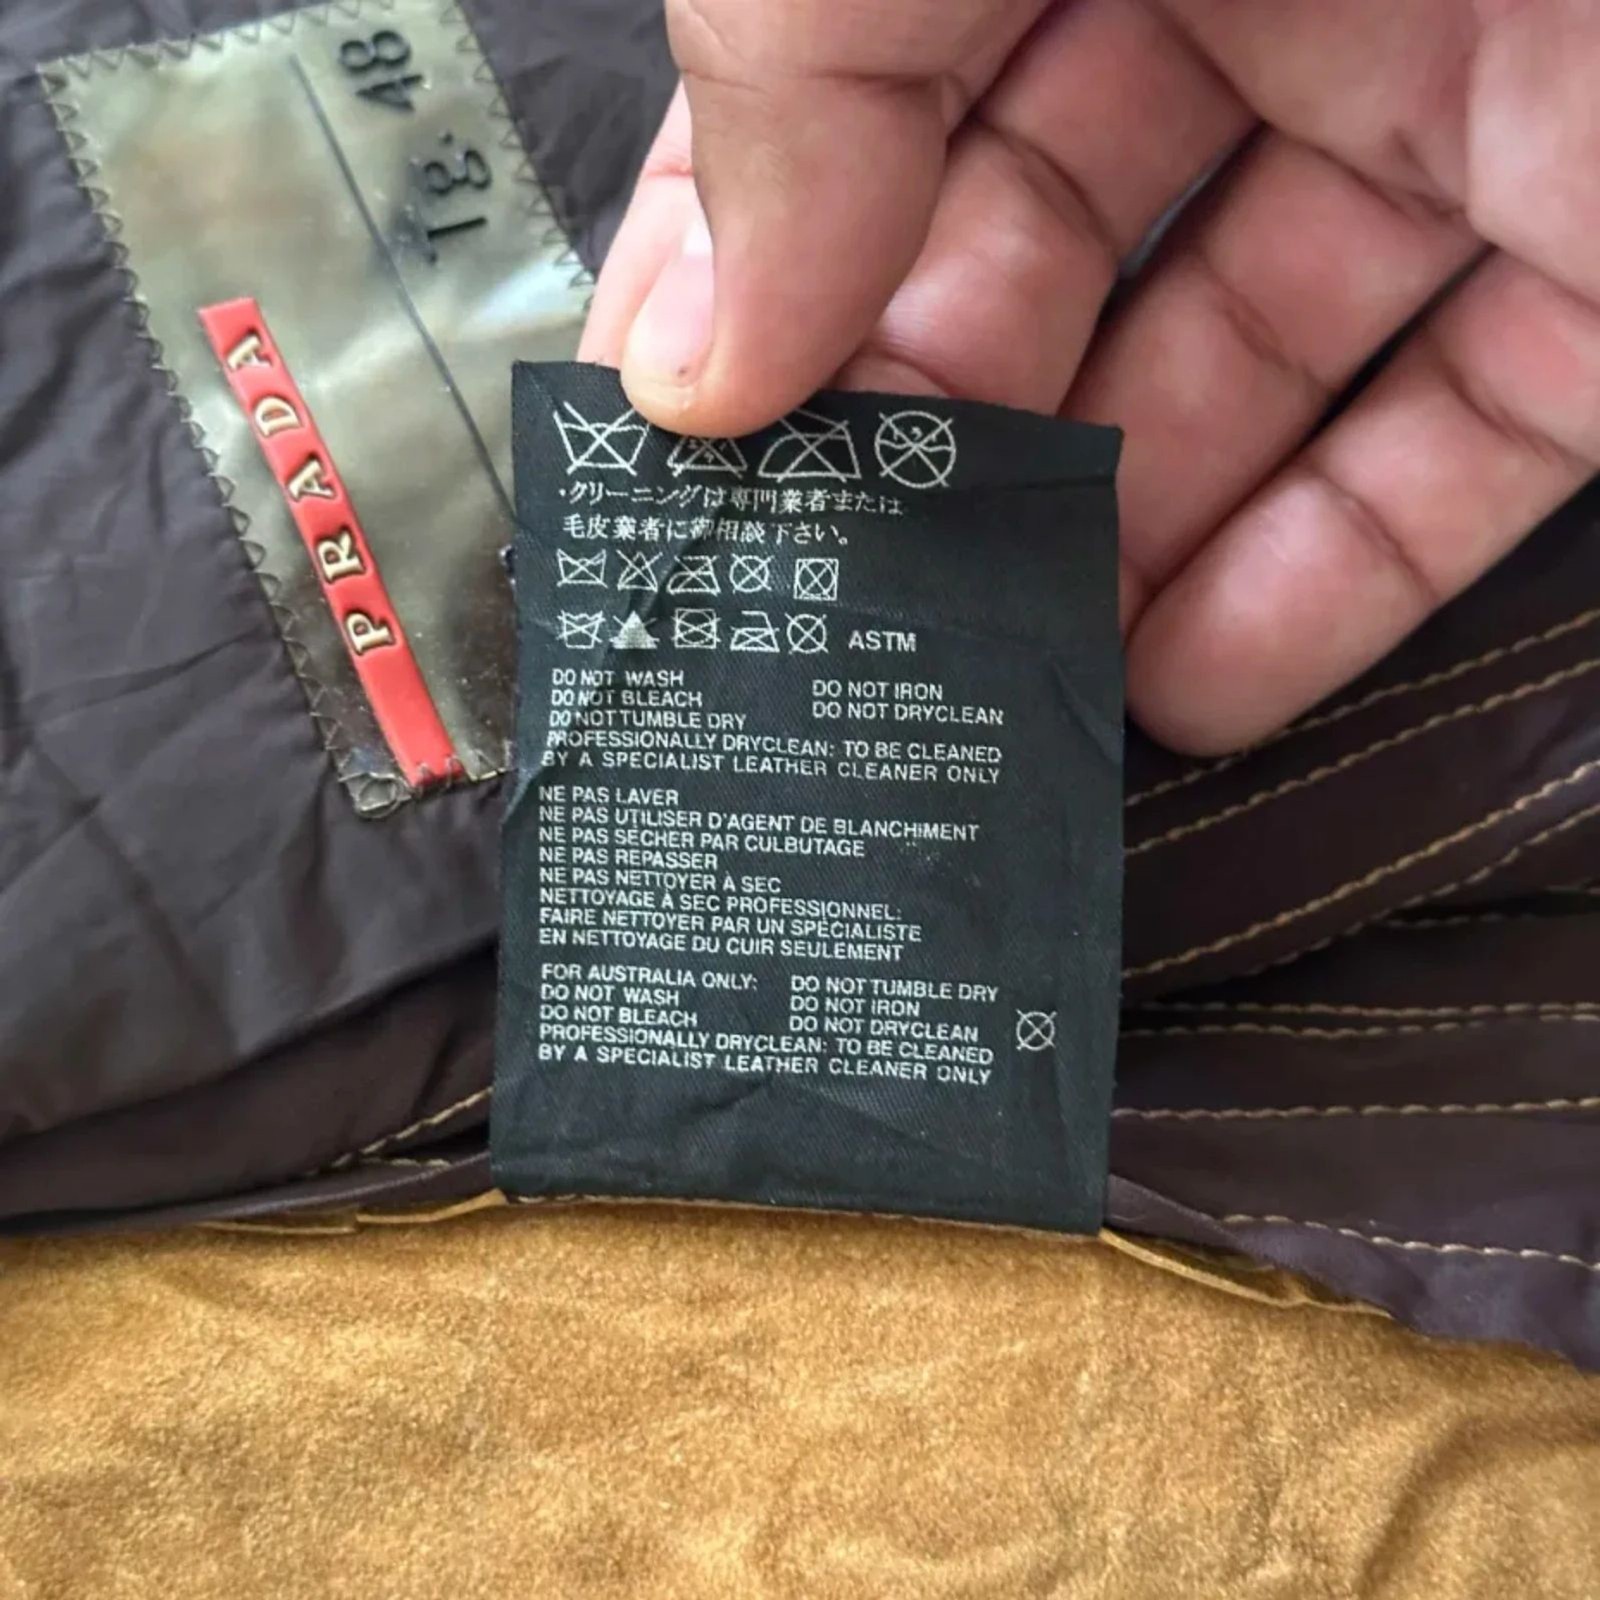 Tg. 48
PRADA
・クリーニングは専門業者または
毛皮業者に御相談下さい。
ASTM
DO NOT WASH
DO NOT BLEACH
DO NOT TUMBLE DRY
DO NOT IRON
DO NOT DRYCLEAN
PROFESSIONALLY DRYCLEAN: TO BE CLEANED
BY A SPECIALIST LEATHER CLEANER ONLY
NE PAS LAVER
NE PAS UTILISER D'AGENT DE BLANCHIMENT
NE PAS SÉCHER PAR CULBUTAGE
NE PAS REPASSER
NE PAS NETTOYER À SEC
NETTOYAGE À SEC PROFESSIONNEL:
FAIRE NETTOYER PAR UN SPÉCIALISTE
EN NETTOYAGE DU CUIR SEULEMENT
FOR AUSTRALIA ONLY:
DO NOT WASH
DO NOT BLEACH
DO NOT TUMBLE DRY
DO NOT IRON
DO NOT DRYCLEAN
PROFESSIONALLY DRYCLEAN: TO BE CLEANED
BY A SPECIALIST LEATHER CLEANER ONLY